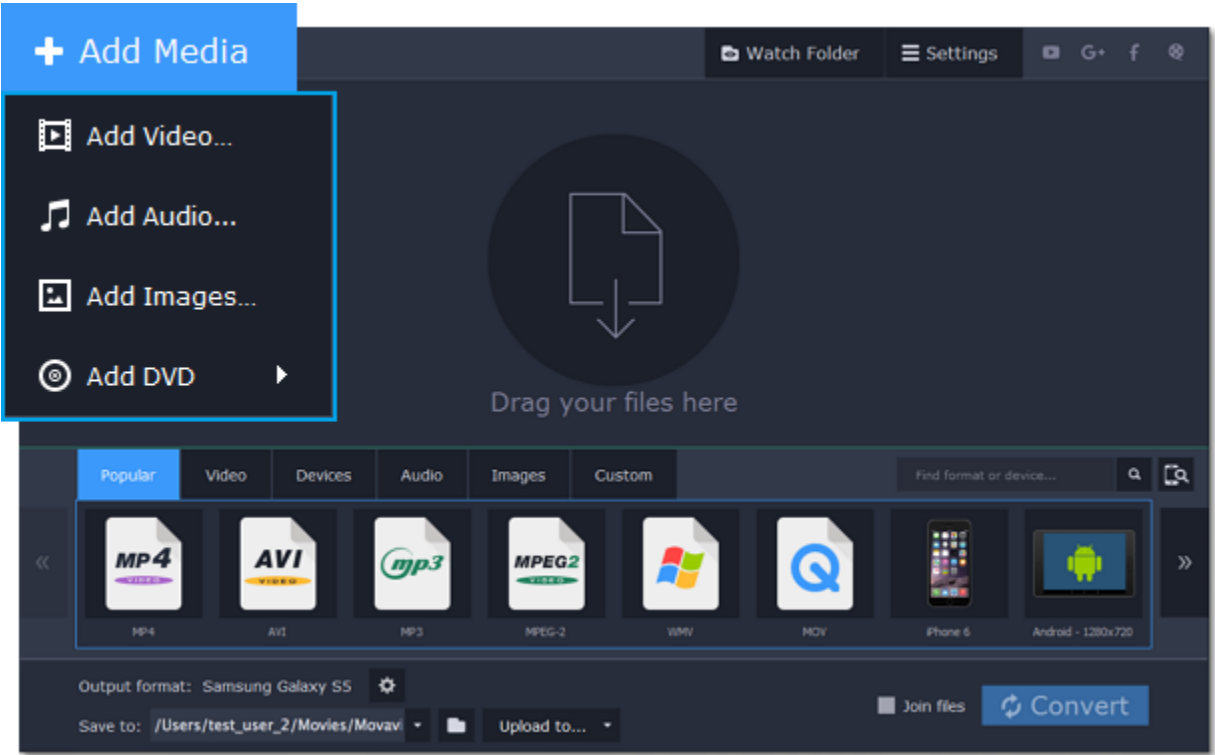 Add Media
Watch Folder
Settings
G+
f
Add Video...
Add Audio...
Add Images...
Add DVD
Drag your files here
Popular
Video
Devices
Audio
Images
Custom
Find format or device...
MP4
VIDEO
AVI
VIDEO
mp3
MPEG2
VIDEO
MP4
AVI
MP3
MPEG-2
WMV
MOV
iPhone 6
Android - 1280x720
Output format: Samsung Galaxy S5
Save to: /Users/test_user_2/Movies/Movavi
Upload to...
Join files
Convert